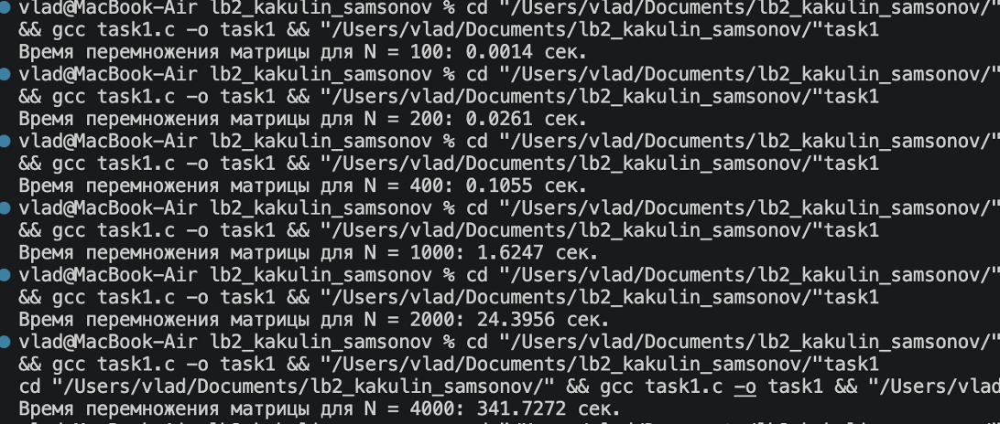 vlad@MacBook-Air lb2_kakulin_samsonov % cd "/Users/vlad/Documents/lb2_kakulin_samsonov/"
&& gcc task1.c -o task1 && "/Users/vlad/Documents/lb2_kakulin_samsonov/"task1
Время перемножения матрицы для N = 100: 0.0014 сек.
vlad@MacBook-Air lb2_kakulin_samsonov % cd "/Users/vlad/Documents/lb2_kakulin_samsonov/"
&& gcc task1.c -o task1 && "/Users/vlad/Documents/lb2_kakulin_samsonov/"task1
Время перемножения матрицы для N = 200: 0.0261 сек.
vlad@MacBook-Air lb2_kakulin_samsonov % cd "/Users/vlad/Documents/lb2_kakulin_samsonov/"
&& gcc task1.c -o task1 && "/Users/vlad/Documents/lb2_kakulin_samsonov/"task1
Время перемножения матрицы для N = 400: 0.1055 сек.
vlad@MacBook-Air lb2_kakulin_samsonov % cd "/Users/vlad/Documents/lb2_kakulin_samsonov/"
&& gcc task1.c -o task1 && "/Users/vlad/Documents/lb2_kakulin_samsonov/"task1
Время перемножения матрицы для N = 1000: 1.6247 сек.
vlad@MacBook-Air lb2_kakulin_samsonov % cd "/Users/vlad/Documents/lb2_kakulin_samsonov/"
&& gcc task1.c -o task1 && "/Users/vlad/Documents/lb2_kakulin_samsonov/"task1
Время перемножения матрицы для N = 2000: 24.3956 сек.
vlad@MacBook-Air lb2_kakulin_samsonov % cd "/Users/vlad/Documents/lb2_kakulin_samsonov/"
&& gcc task1.c -o task1 && "/Users/vlad/Documents/lb2_kakulin_samsonov/"task1
cd "/Users/vlad/Documents/lb2_kakulin_samsonov/" && gcc task1.c -o task1 && "/Users/vlad
Время перемножения матрицы для N = 4000: 341.7272 сек.